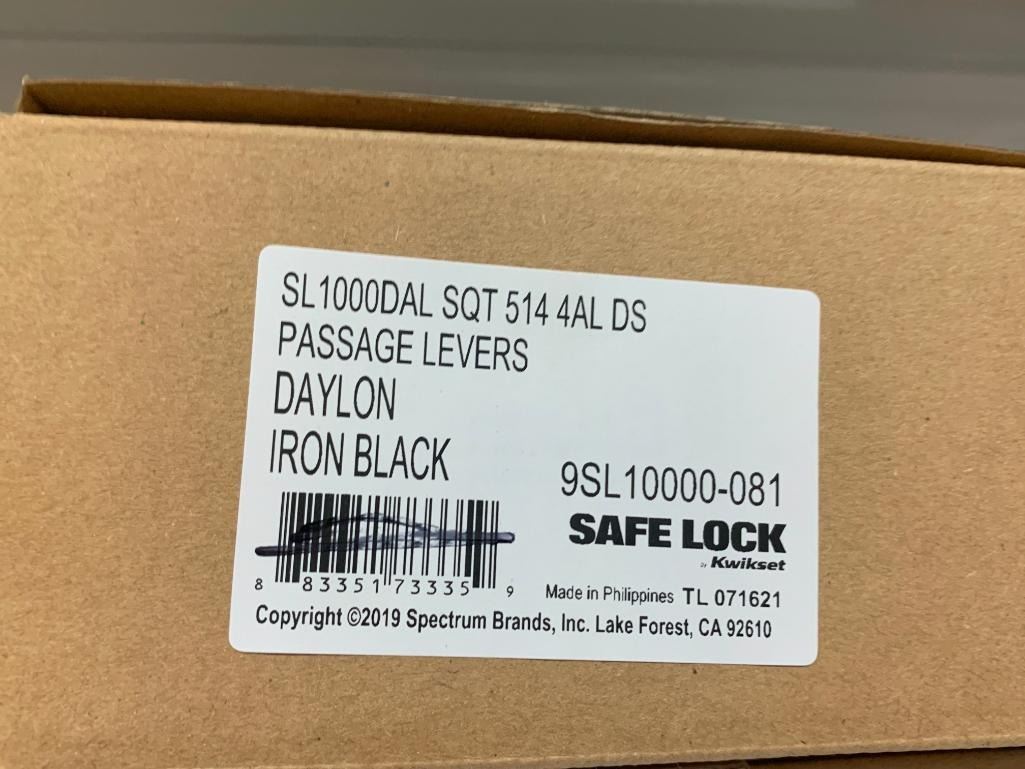 SL1000DAL SQT 514 4AL DS
PASSAGE LEVERS
DAYLON
IRON BLACK
9SL10000-081
SAFE LOCK
by Kwikset
8 83351 73335 9
Made in Philippines TL 071621
Copyright ©2019 Spectrum Brands, Inc. Lake Forest, CA 92610